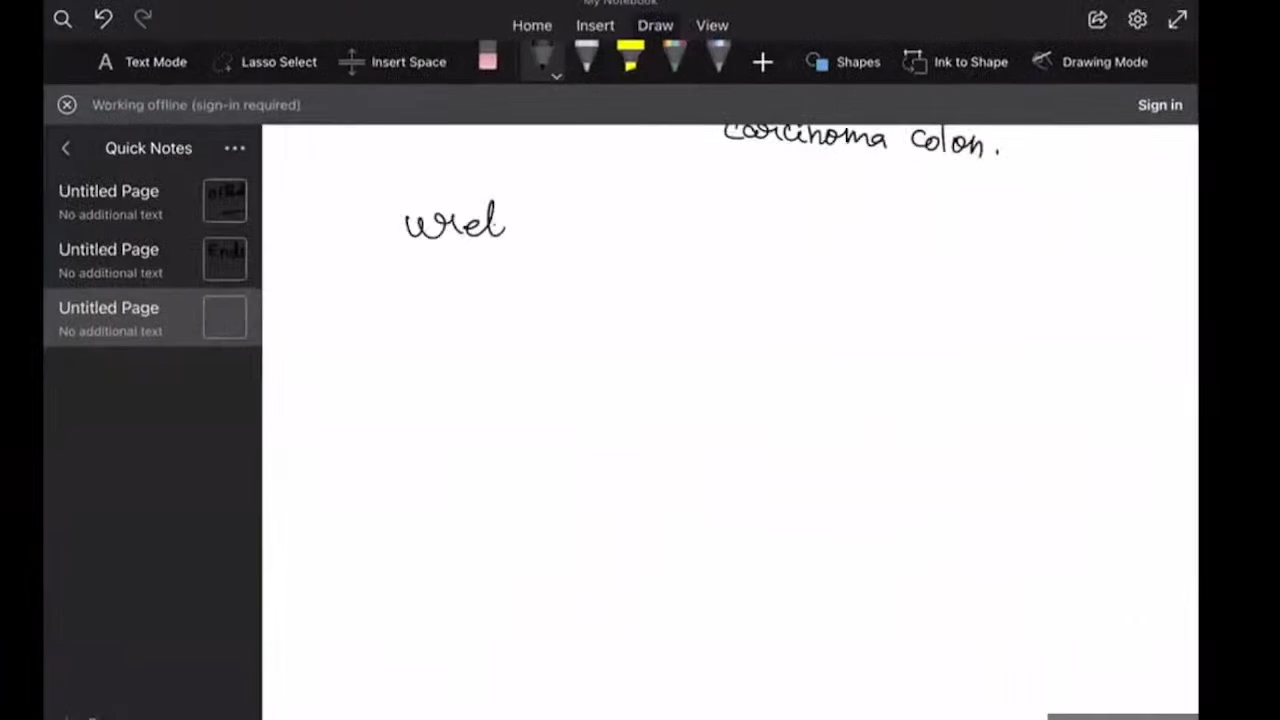 My Notebook
Home Insert Draw View
Text Mode Lasso Select Insert Space Shapes Ink to Shape Drawing Mode
Working offline (sign-in required) Sign in
Quick Notes
Untitled Page
No additional text
Untitled Page
No additional text
Untitled Page
No additional text
carcinoma colon.